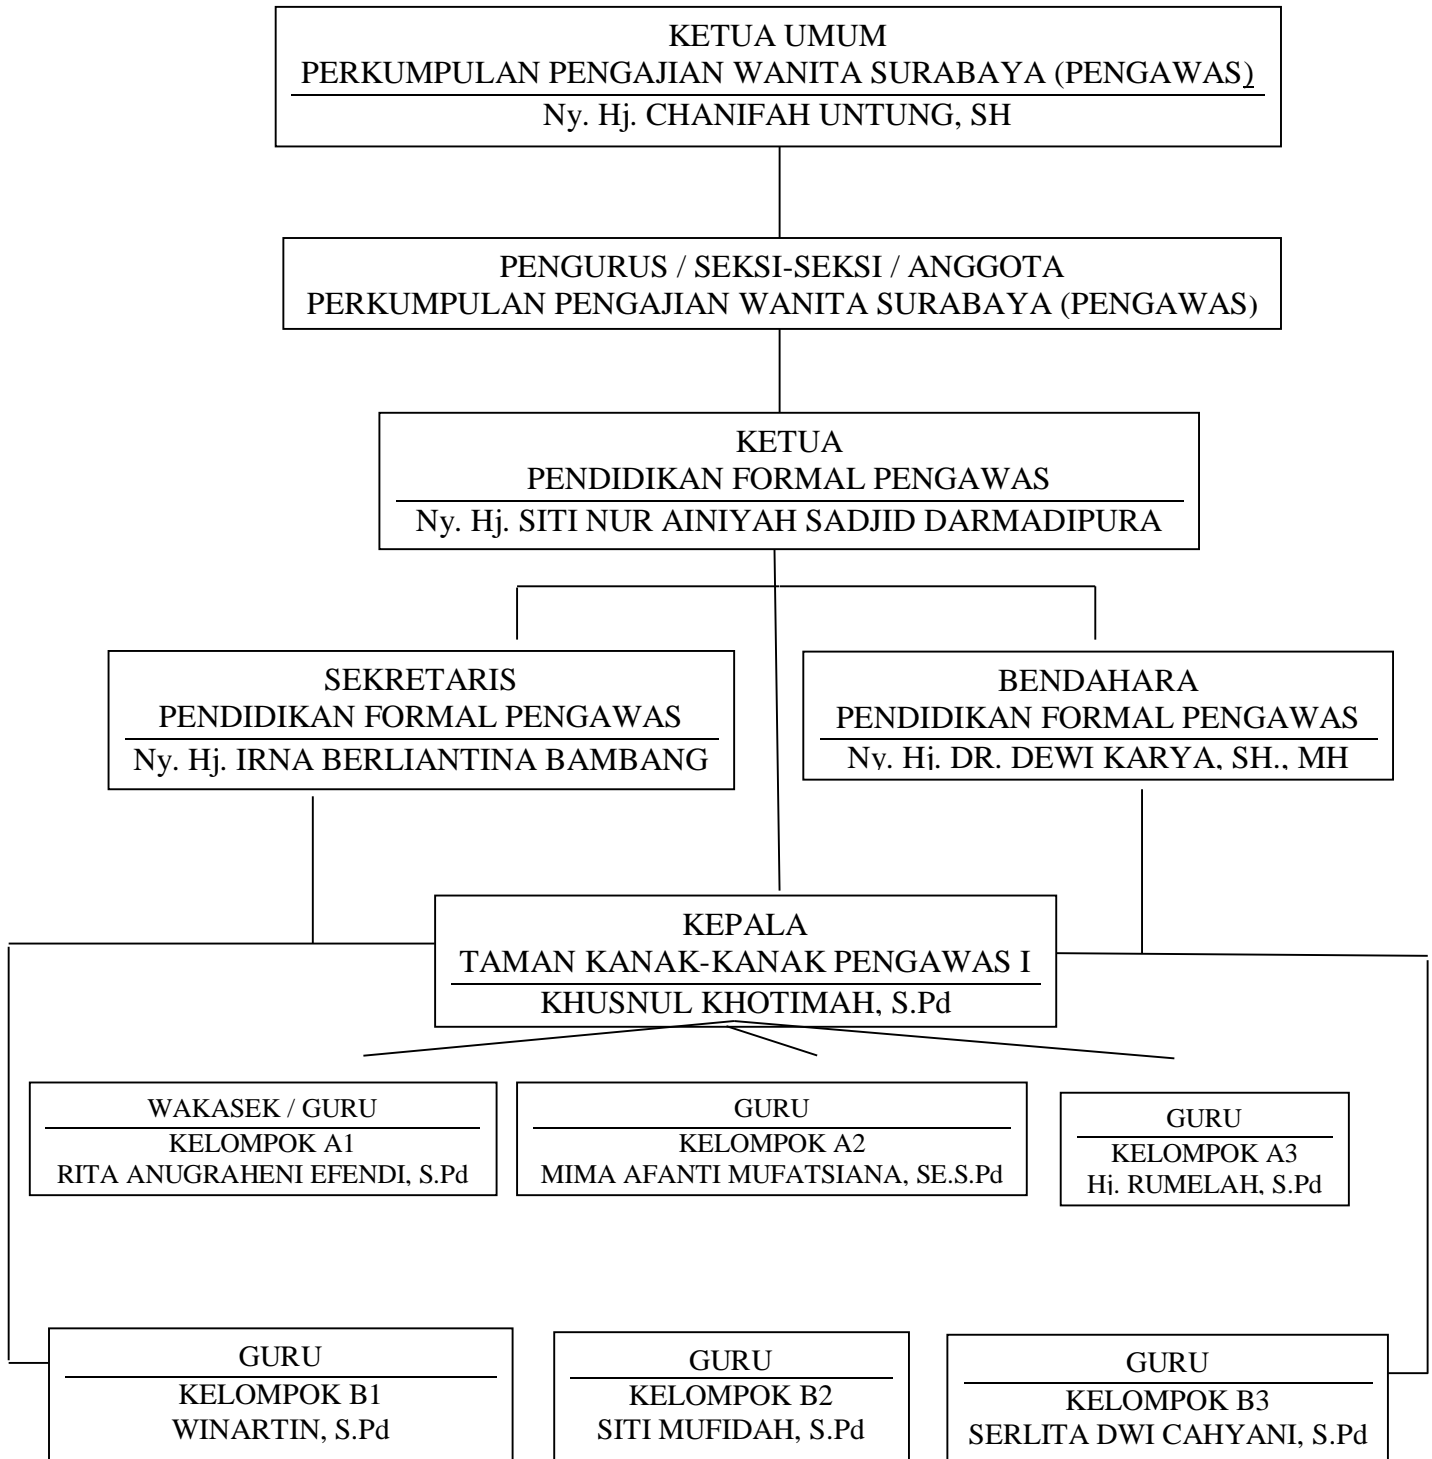 KETUA UMUM
PERKUMPULAN PENGAJIAN WANITA SURABAYA (PENGAWAS)
Ny. Hj. CHANIFAH UNTUNG, SH
PENGURUS / SEKSI-SEKSI / ANGGOTA
PERKUMPULAN PENGAJIAN WANITA SURABAYA (PENGAWAS)
KETUA
PENDIDIKAN FORMAL PENGAWAS
Ny. Hj. SITI NUR AINIYAH SADJID DARMADIPURA
SEKRETARIS
PENDIDIKAN FORMAL PENGAWAS
Ny. Hj. IRNA BERLIANTINA BAMBANG
BENDAHARA
PENDIDIKAN FORMAL PENGAWAS
Ny. Hj. DR. DEWI KARYA, SH., MH
KEPALA
TAMAN KANAK-KANAK PENGAWAS I
KHUSNUL KHOTIMAH, S.Pd
WAKASEK / GURU
KELOMPOK A1
RITA ANUGRAHENI EFENDI, S.Pd
GURU
KELOMPOK A2
MIMA AFANTI MUFATSIANA, SE.S.Pd
GURU
KELOMPOK A3
Hj. RUMELAH, S.Pd
GURU
KELOMPOK B1
WINARTIN, S.Pd
GURU
KELOMPOK B2
SITI MUFIDAH, S.Pd
GURU
KELOMPOK B3
SERLITA DWI CAHYANI, S.Pd